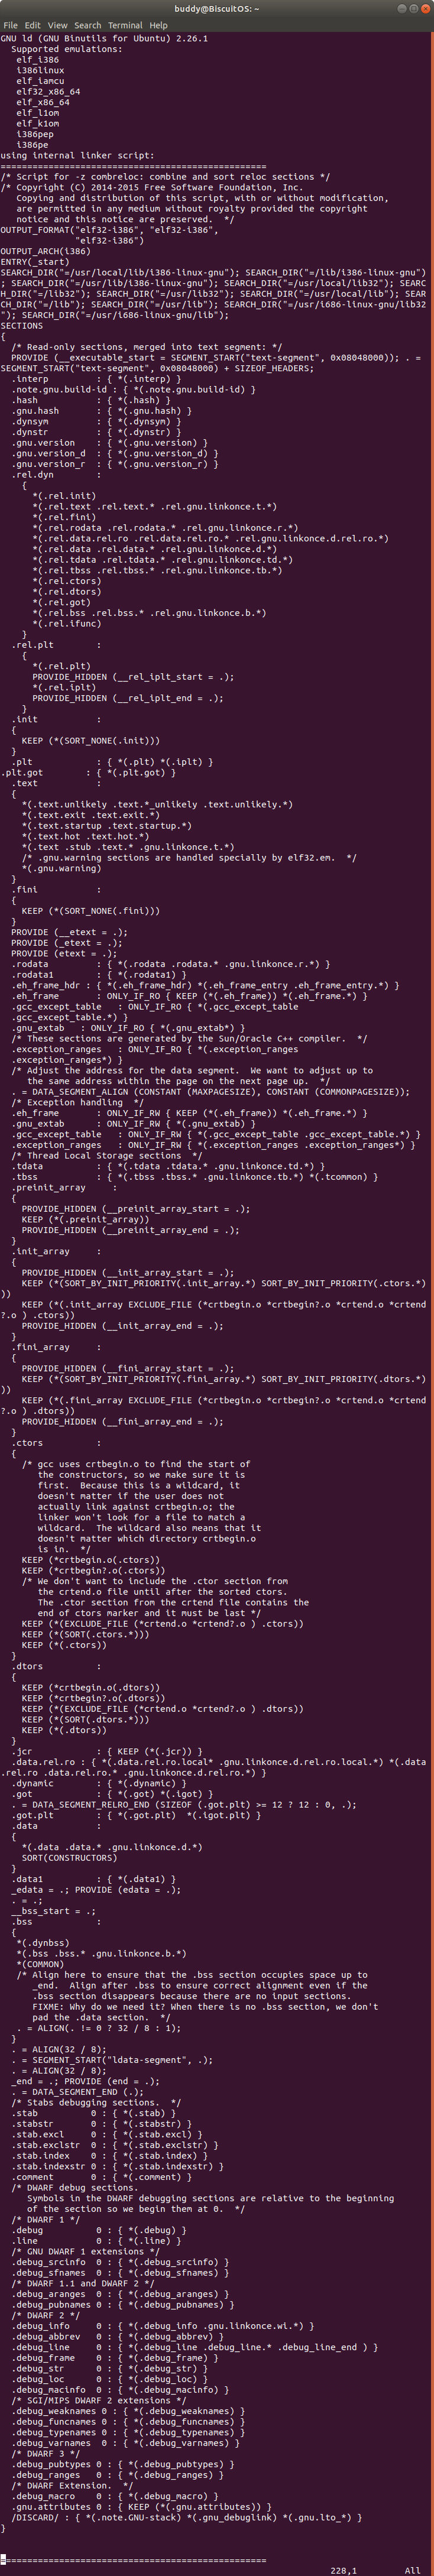 buddy@BiscuitOS: ~
File Edit View Search Terminal Help
GNU ld (GNU Binutils for Ubuntu) 2.26.1
  Supported emulations:
   elf_i386
   i386linux
   elf_iamcu
   elf32_x86_64
   elf_x86_64
   elf_l1om
   elf_k1om
   i386pep
   i386pe
using internal linker script:
==================================================
/* Script for -z combreloc: combine and sort reloc sections */
/* Copyright (C) 2014-2015 Free Software Foundation, Inc.
   Copying and distribution of this script, with or without modification,
   are permitted in any medium without royalty provided the copyright
   notice and this notice are preserved.  */
OUTPUT_FORMAT("elf32-i386", "elf32-i386",
              "elf32-i386")
OUTPUT_ARCH(i386)
ENTRY(_start)
SEARCH_DIR("=/usr/local/lib/i386-linux-gnu"); SEARCH_DIR("=/lib/i386-linux-gnu")
; SEARCH_DIR("=/usr/lib/i386-linux-gnu"); SEARCH_DIR("=/usr/local/lib32"); SEARC
H_DIR("=/lib32"); SEARCH_DIR("=/usr/lib32"); SEARCH_DIR("=/usr/local/lib"); SEAR
CH_DIR("=/lib"); SEARCH_DIR("=/usr/lib"); SEARCH_DIR("=/usr/i686-linux-gnu/lib32
"); SEARCH_DIR("=/usr/i686-linux-gnu/lib");
SECTIONS
{
  /* Read-only sections, merged into text segment: */
  PROVIDE (__executable_start = SEGMENT_START("text-segment", 0x08048000)); . =
SEGMENT_START("text-segment", 0x08048000) + SIZEOF_HEADERS;
  .interp         : { *(.interp) }
  .note.gnu.build-id : { *(.note.gnu.build-id) }
  .hash           : { *(.hash) }
  .gnu.hash       : { *(.gnu.hash) }
  .dynsym         : { *(.dynsym) }
  .dynstr         : { *(.dynstr) }
  .gnu.version    : { *(.gnu.version) }
  .gnu.version_d  : { *(.gnu.version_d) }
  .gnu.version_r  : { *(.gnu.version_r) }
  .rel.dyn        :
    {
      *(.rel.init)
      *(.rel.text .rel.text.* .rel.gnu.linkonce.t.*)
      *(.rel.fini)
      *(.rel.rodata .rel.rodata.* .rel.gnu.linkonce.r.*)
      *(.rel.data.rel.ro .rel.data.rel.ro.* .rel.gnu.linkonce.d.rel.ro.*)
      *(.rel.data .rel.data.* .rel.gnu.linkonce.d.*)
      *(.rel.tdata .rel.tdata.* .rel.gnu.linkonce.td.*)
      *(.rel.tbss .rel.tbss.* .rel.gnu.linkonce.tb.*)
      *(.rel.ctors)
      *(.rel.dtors)
      *(.rel.got)
      *(.rel.bss .rel.bss.* .rel.gnu.linkonce.b.*)
      *(.rel.ifunc)
    }
  .rel.plt        :
    {
      *(.rel.plt)
      PROVIDE_HIDDEN (__rel_iplt_start = .);
      *(.rel.iplt)
      PROVIDE_HIDDEN (__rel_iplt_end = .);
    }
  .init           :
  {
    KEEP (*(SORT_NONE(.init)))
  }
  .plt            : { *(.plt) *(.iplt) }
.plt.got        : { *(.plt.got) }
  .text           :
  {
    *(.text.unlikely .text.*_unlikely .text.unlikely.*)
    *(.text.exit .text.exit.*)
    *(.text.startup .text.startup.*)
    *(.text.hot .text.hot.*)
    *(.text .stub .text.* .gnu.linkonce.t.*)
    /* .gnu.warning sections are handled specially by elf32.em.  */
    *(.gnu.warning)
  }
  .fini           :
  {
    KEEP (*(SORT_NONE(.fini)))
  }
  PROVIDE (__etext = .);
  PROVIDE (_etext = .);
  PROVIDE (etext = .);
  .rodata         : { *(.rodata .rodata.* .gnu.linkonce.r.*) }
  .rodata1        : { *(.rodata1) }
  .eh_frame_hdr : { *(.eh_frame_hdr) *(.eh_frame_entry .eh_frame_entry.*) }
  .eh_frame       : ONLY_IF_RO { KEEP (*(.eh_frame)) *(.eh_frame.*) }
  .gcc_except_table   : ONLY_IF_RO { *(.gcc_except_table
  .gcc_except_table.*) }
  .gnu_extab   : ONLY_IF_RO { *(.gnu_extab*) }
  /* These sections are generated by the Sun/Oracle C++ compiler.  */
  .exception_ranges   : ONLY_IF_RO { *(.exception_ranges
  .exception_ranges*) }
  /* Adjust the address for the data segment.  We want to adjust up to
     the same address within the page on the next page up.  */
  . = DATA_SEGMENT_ALIGN (CONSTANT (MAXPAGESIZE), CONSTANT (COMMONPAGESIZE));
  /* Exception handling  */
  .eh_frame       : ONLY_IF_RW { KEEP (*(.eh_frame)) *(.eh_frame.*) }
  .gnu_extab      : ONLY_IF_RW { *(.gnu_extab) }
  .gcc_except_table   : ONLY_IF_RW { *(.gcc_except_table .gcc_except_table.*) }
  .exception_ranges   : ONLY_IF_RW { *(.exception_ranges .exception_ranges*) }
  /* Thread Local Storage sections  */
  .tdata          : { *(.tdata .tdata.* .gnu.linkonce.td.*) }
  .tbss           : { *(.tbss .tbss.* .gnu.linkonce.tb.*) *(.tcommon) }
  .preinit_array     :
  {
    PROVIDE_HIDDEN (__preinit_array_start = .);
    KEEP (*(.preinit_array))
    PROVIDE_HIDDEN (__preinit_array_end = .);
  }
  .init_array     :
  {
    PROVIDE_HIDDEN (__init_array_start = .);
    KEEP (*(SORT_BY_INIT_PRIORITY(.init_array.*) SORT_BY_INIT_PRIORITY(.ctors.*)
))
    KEEP (*(.init_array EXCLUDE_FILE (*crtbegin.o *crtbegin?.o *crtend.o *crtend
?.o ) .ctors))
    PROVIDE_HIDDEN (__init_array_end = .);
  }
  .fini_array     :
  {
    PROVIDE_HIDDEN (__fini_array_start = .);
    KEEP (*(SORT_BY_INIT_PRIORITY(.fini_array.*) SORT_BY_INIT_PRIORITY(.dtors.*)
))
    KEEP (*(.fini_array EXCLUDE_FILE (*crtbegin.o *crtbegin?.o *crtend.o *crtend
?.o ) .dtors))
    PROVIDE_HIDDEN (__fini_array_end = .);
  }
  .ctors          :
  {
    /* gcc uses crtbegin.o to find the start of
       the constructors, so we make sure it is
       first.  Because this is a wildcard, it
       doesn't matter if the user does not
       actually link against crtbegin.o; the
       linker won't look for a file to match a
       wildcard.  The wildcard also means that it
       doesn't matter which directory crtbegin.o
       is in.  */
    KEEP (*crtbegin.o(.ctors))
    KEEP (*crtbegin?.o(.ctors))
    /* We don't want to include the .ctor section from
       the crtend.o file until after the sorted ctors.
       The .ctor section from the crtend file contains the
       end of ctors marker and it must be last */
    KEEP (*(EXCLUDE_FILE (*crtend.o *crtend?.o ) .ctors))
    KEEP (*(SORT(.ctors.*)))
    KEEP (*(.ctors))
  }
  .dtors          :
  {
    KEEP (*crtbegin.o(.dtors))
    KEEP (*crtbegin?.o(.dtors))
    KEEP (*(EXCLUDE_FILE (*crtend.o *crtend?.o ) .dtors))
    KEEP (*(SORT(.dtors.*)))
    KEEP (*(.dtors))
  }
  .jcr            : { KEEP (*(.jcr)) }
  .data.rel.ro : { *(.data.rel.ro.local* .gnu.linkonce.d.rel.ro.local.*) *(.data
.rel.ro .data.rel.ro.* .gnu.linkonce.d.rel.ro.*) }
  .dynamic        : { *(.dynamic) }
  .got            : { *(.got) *(.igot) }
  . = DATA_SEGMENT_RELRO_END (SIZEOF (.got.plt) >= 12 ? 12 : 0, .);
  .got.plt        : { *(.got.plt)  *(.igot.plt) }
  .data           :
  {
    *(.data .data.* .gnu.linkonce.d.*)
    SORT(CONSTRUCTORS)
  }
  .data1          : { *(.data1) }
  _edata = .; PROVIDE (edata = .);
  . = .;
  __bss_start = .;
  .bss            :
  {
   *(.dynbss)
   *(.bss .bss.* .gnu.linkonce.b.*)
   *(COMMON)
   /* Align here to ensure that the .bss section occupies space up to
      _end.  Align after .bss to ensure correct alignment even if the
      .bss section disappears because there are no input sections.
      FIXME: Why do we need it? When there is no .bss section, we don't
      pad the .data section.  */
   . = ALIGN(. != 0 ? 32 / 8 : 1);
  }
  . = ALIGN(32 / 8);
  . = SEGMENT_START("ldata-segment", .);
  . = ALIGN(32 / 8);
  _end = .; PROVIDE (end = .);
  . = DATA_SEGMENT_END (.);
  /* Stabs debugging sections.  */
  .stab          0 : { *(.stab) }
  .stabstr       0 : { *(.stabstr) }
  .stab.excl     0 : { *(.stab.excl) }
  .stab.exclstr  0 : { *(.stab.exclstr) }
  .stab.index    0 : { *(.stab.index) }
  .stab.indexstr 0 : { *(.stab.indexstr) }
  .comment       0 : { *(.comment) }
  /* DWARF debug sections.
     Symbols in the DWARF debugging sections are relative to the beginning
     of the section so we begin them at 0.  */
  /* DWARF 1 */
  .debug          0 : { *(.debug) }
  .line           0 : { *(.line) }
  /* GNU DWARF 1 extensions */
  .debug_srcinfo  0 : { *(.debug_srcinfo) }
  .debug_sfnames  0 : { *(.debug_sfnames) }
  /* DWARF 1.1 and DWARF 2 */
  .debug_aranges  0 : { *(.debug_aranges) }
  .debug_pubnames 0 : { *(.debug_pubnames) }
  /* DWARF 2 */
  .debug_info     0 : { *(.debug_info .gnu.linkonce.wi.*) }
  .debug_abbrev   0 : { *(.debug_abbrev) }
  .debug_line     0 : { *(.debug_line .debug_line.* .debug_line_end ) }
  .debug_frame    0 : { *(.debug_frame) }
  .debug_str      0 : { *(.debug_str) }
  .debug_loc      0 : { *(.debug_loc) }
  .debug_macinfo  0 : { *(.debug_macinfo) }
  /* SGI/MIPS DWARF 2 extensions */
  .debug_weaknames 0 : { *(.debug_weaknames) }
  .debug_funcnames 0 : { *(.debug_funcnames) }
  .debug_typenames 0 : { *(.debug_typenames) }
  .debug_varnames  0 : { *(.debug_varnames) }
  /* DWARF 3 */
  .debug_pubtypes 0 : { *(.debug_pubtypes) }
  .debug_ranges   0 : { *(.debug_ranges) }
  /* DWARF Extension.  */
  .debug_macro    0 : { *(.debug_macro) }
  .gnu.attributes 0 : { KEEP (*(.gnu.attributes)) }
  /DISCARD/ : { *(.note.GNU-stack) *(.gnu_debuglink) *(.gnu.lto_*) }
}
==================================================
228,1         All